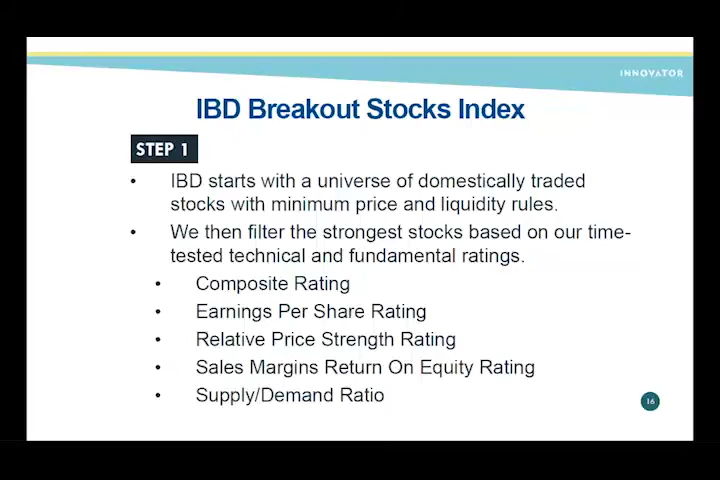 INNOVATOR
IBD Breakout Stocks Index
STEP 1
• IBD starts with a universe of domestically traded
stocks with minimum price and liquidity rules.
• We then filter the strongest stocks based on our time-
tested technical and fundamental ratings.
• Composite Rating
• Earnings Per Share Rating
• Relative Price Strength Rating
• Sales Margins Return On Equity Rating
• Supply/Demand Ratio
16